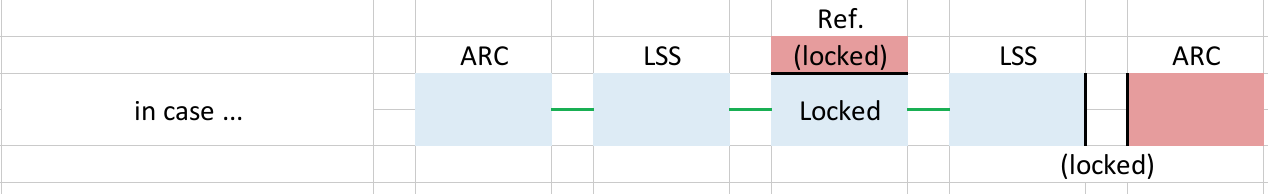 Ref.
ARC LSS (locked) LSS ARC
in case ... Locked
(locked)